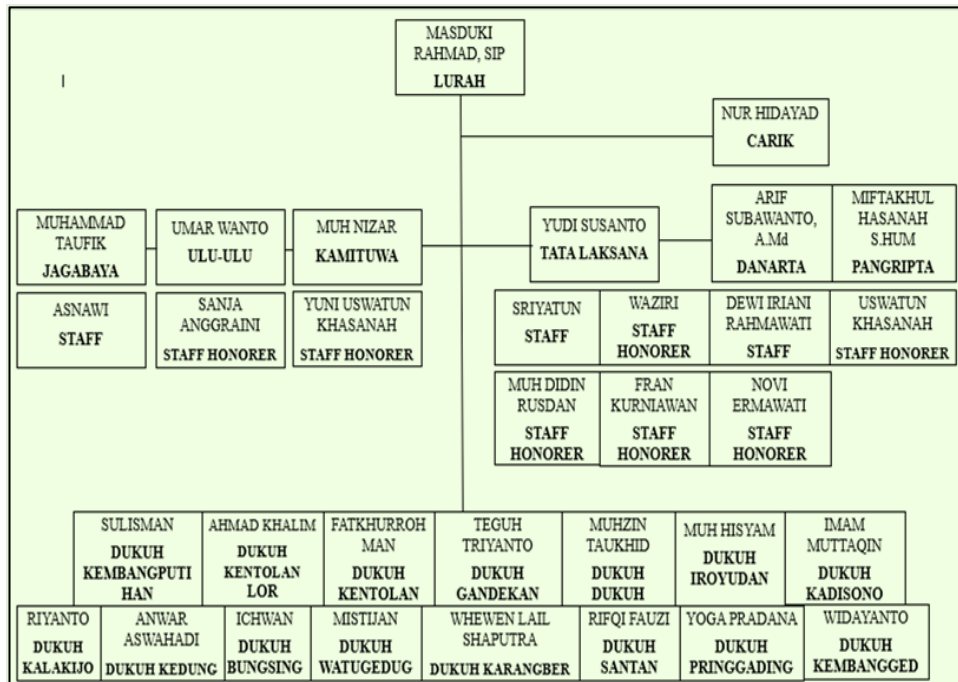 MASDUKI
RAHMAD, SIP
LURAH
NUR HIDAYAD
CARIK
MUHAMMAD
TAUFIK
JAGABAYA
UMAR WANTO
ULU-ULU
MUH NIZAR
KAMITUWA
YUDI SUSANTO
TATA LAKSANA
ARIF
SUBAWANTO,
A.Md
DANARTA
MIFTAKHUL
HASANAH
S.HUM
PANGRIPTA
ASNAWI
STAFF
SANJA
ANGGRAINI
STAFF HONORER
YUNI USWATUN
KHASANAH
STAFF HONORER
SRIYATUN
STAFF
WAZIRI
STAFF
HONORER
DEWI IRIANI
RAHMAWATI
STAFF
USWATUN
KHASANAH
STAFF HONORER
MUH DIDIN
RUSDAN
STAFF
HONORER
FRAN
KURNIAWAN
STAFF
HONORER
NOVI
ERMAWATI
STAFF
HONORER
SULISMAN
DUKUH
KEMBANGPUTI
HAN
AHMAD KHALIM
DUKUH
KENTOLAN
LOR
FATKHURROH
MAN
DUKUH
KENTOLAN
TEGUH
TRIYANTO
DUKUH
GANDEKAN
MUHZIN
TAUKHID
DUKUH
DUKUH
MUH HISYAM
DUKUH
IROYUDAN
IMAM
MUTTAQIN
DUKUH
KADISONO
RIYANTO
DUKUH
KALAKIJO
ANWAR
ASWAHADI
DUKUH KEDUNG
ICHWAN
DUKUH
BUNGSING
MISTIJAN
DUKUH
WATUGEDUG
WHEWEN LAIL
SHAPUTRA
DUKUH KARANGBER
RIFQI FAUZI
DUKUH
SANTAN
YOGA PRADANA
DUKUH
PRINGGADING
WIDAYANTO
DUKUH
KEMBANGGED